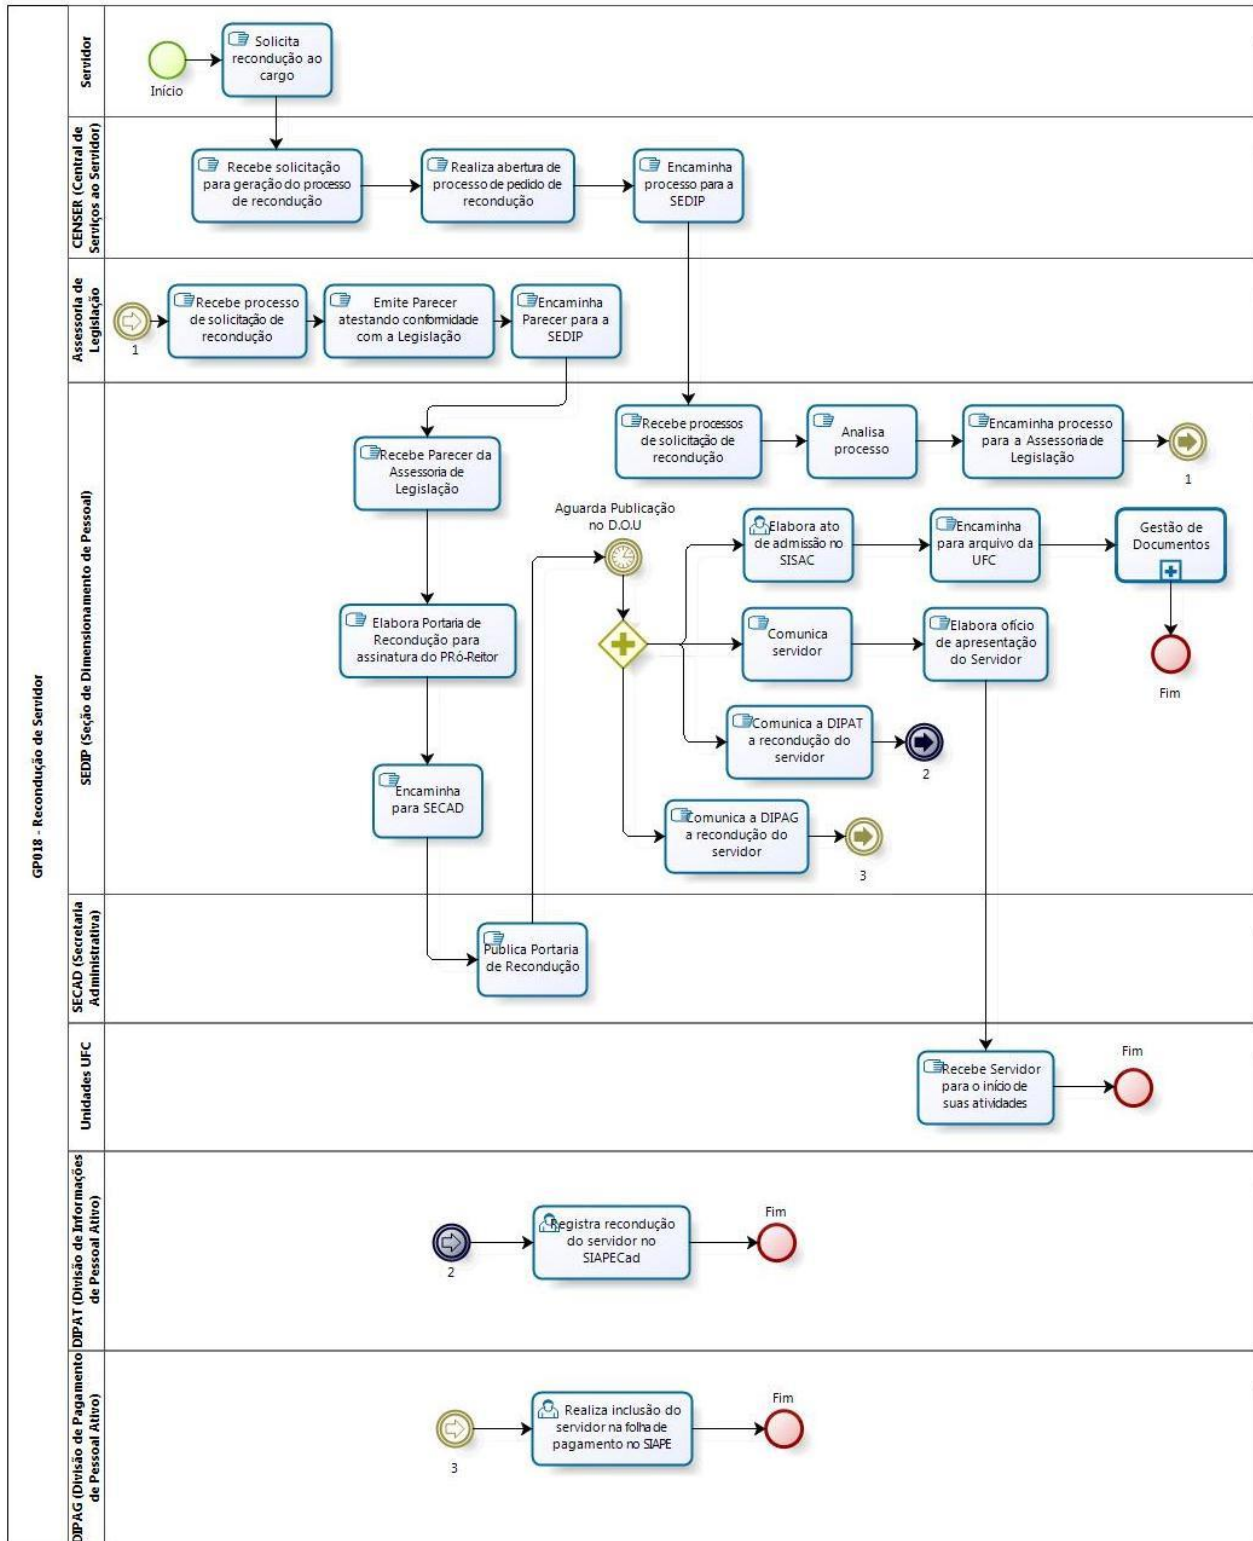 GP018 - Recondução de Servidor
Servidor
Início
Solicita
recondução ao
cargo
CENSER (Central de
Serviços ao Servidor)
Recebe solicitação
para geração do processo
de recondução
Realiza abertura de
processo de pedido de
recondução
Encaminha
processo para a
SEDIP
Assessoria de
Legislação
1
Recebe processo
de solicitação de
recondução
Emite Parecer
atestando conformidade
com a Legislação
Encaminha
Parecer para a
SEDIP
SEDIP (Seção de Dimensionamento de Pessoal)
Recebe processos
de solicitação de
recondução
Analisa
processo
Encaminha processo
para a Assessoria de
Legislação
1
Recebe Parecer da
Assessoria de
Legislação
Elabora Portaria de
Recondução para
assinatura do PRó-Reitor
Encaminha
para SECAD
Aguarda Publicação
no D.O.U
Elabora ato
de admissão no
SISAC
Encaminha
para arquivo da
UFC
Gestão de
Documentos
Fim
Comunica
servidor
Elabora ofício
de apresentação
do Servidor
Comunica a DIPAT
a recondução do
servidor
2
Comunica a DIPAG
a recondução do
servidor
3
SECAD (Secretaria
Administrativa)
Publica Portaria
de Recondução
Unidades UFC
Recebe Servidor
para o início de
suas atividades
Fim
DIPAT (Divisão de Informações
de Pessoal Ativo)
2
Registra recondução
do servidor no
SIAPECad
Fim
DIPAG (Divisão de Pagamento
de Pessoal Ativo)
3
Realiza inclusão do
servidor na folha de
pagamento no SIAPE
Fim